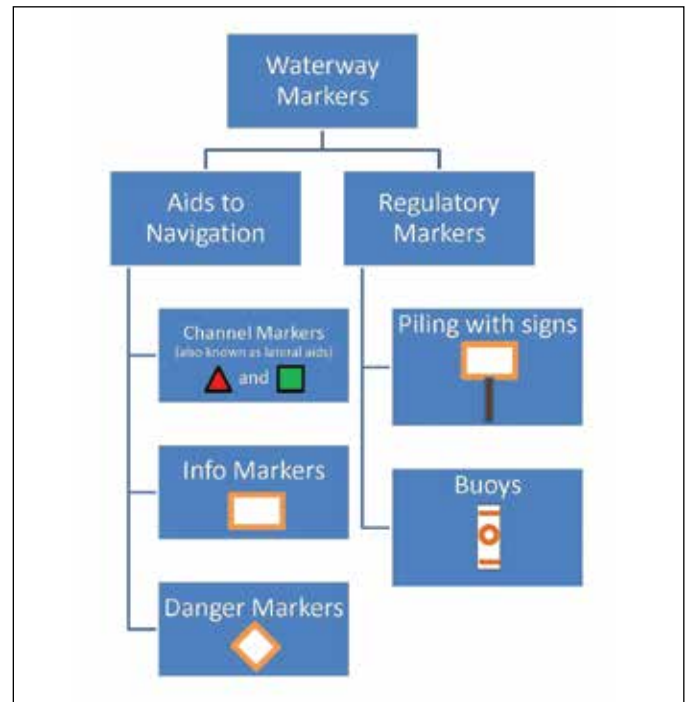 Waterway
Markers
Aids to
Navigation
Regulatory
Markers
Channel Markers
(also known as lateral aids)
and
Info Markers
Danger Markers
Piling with signs
Buoys